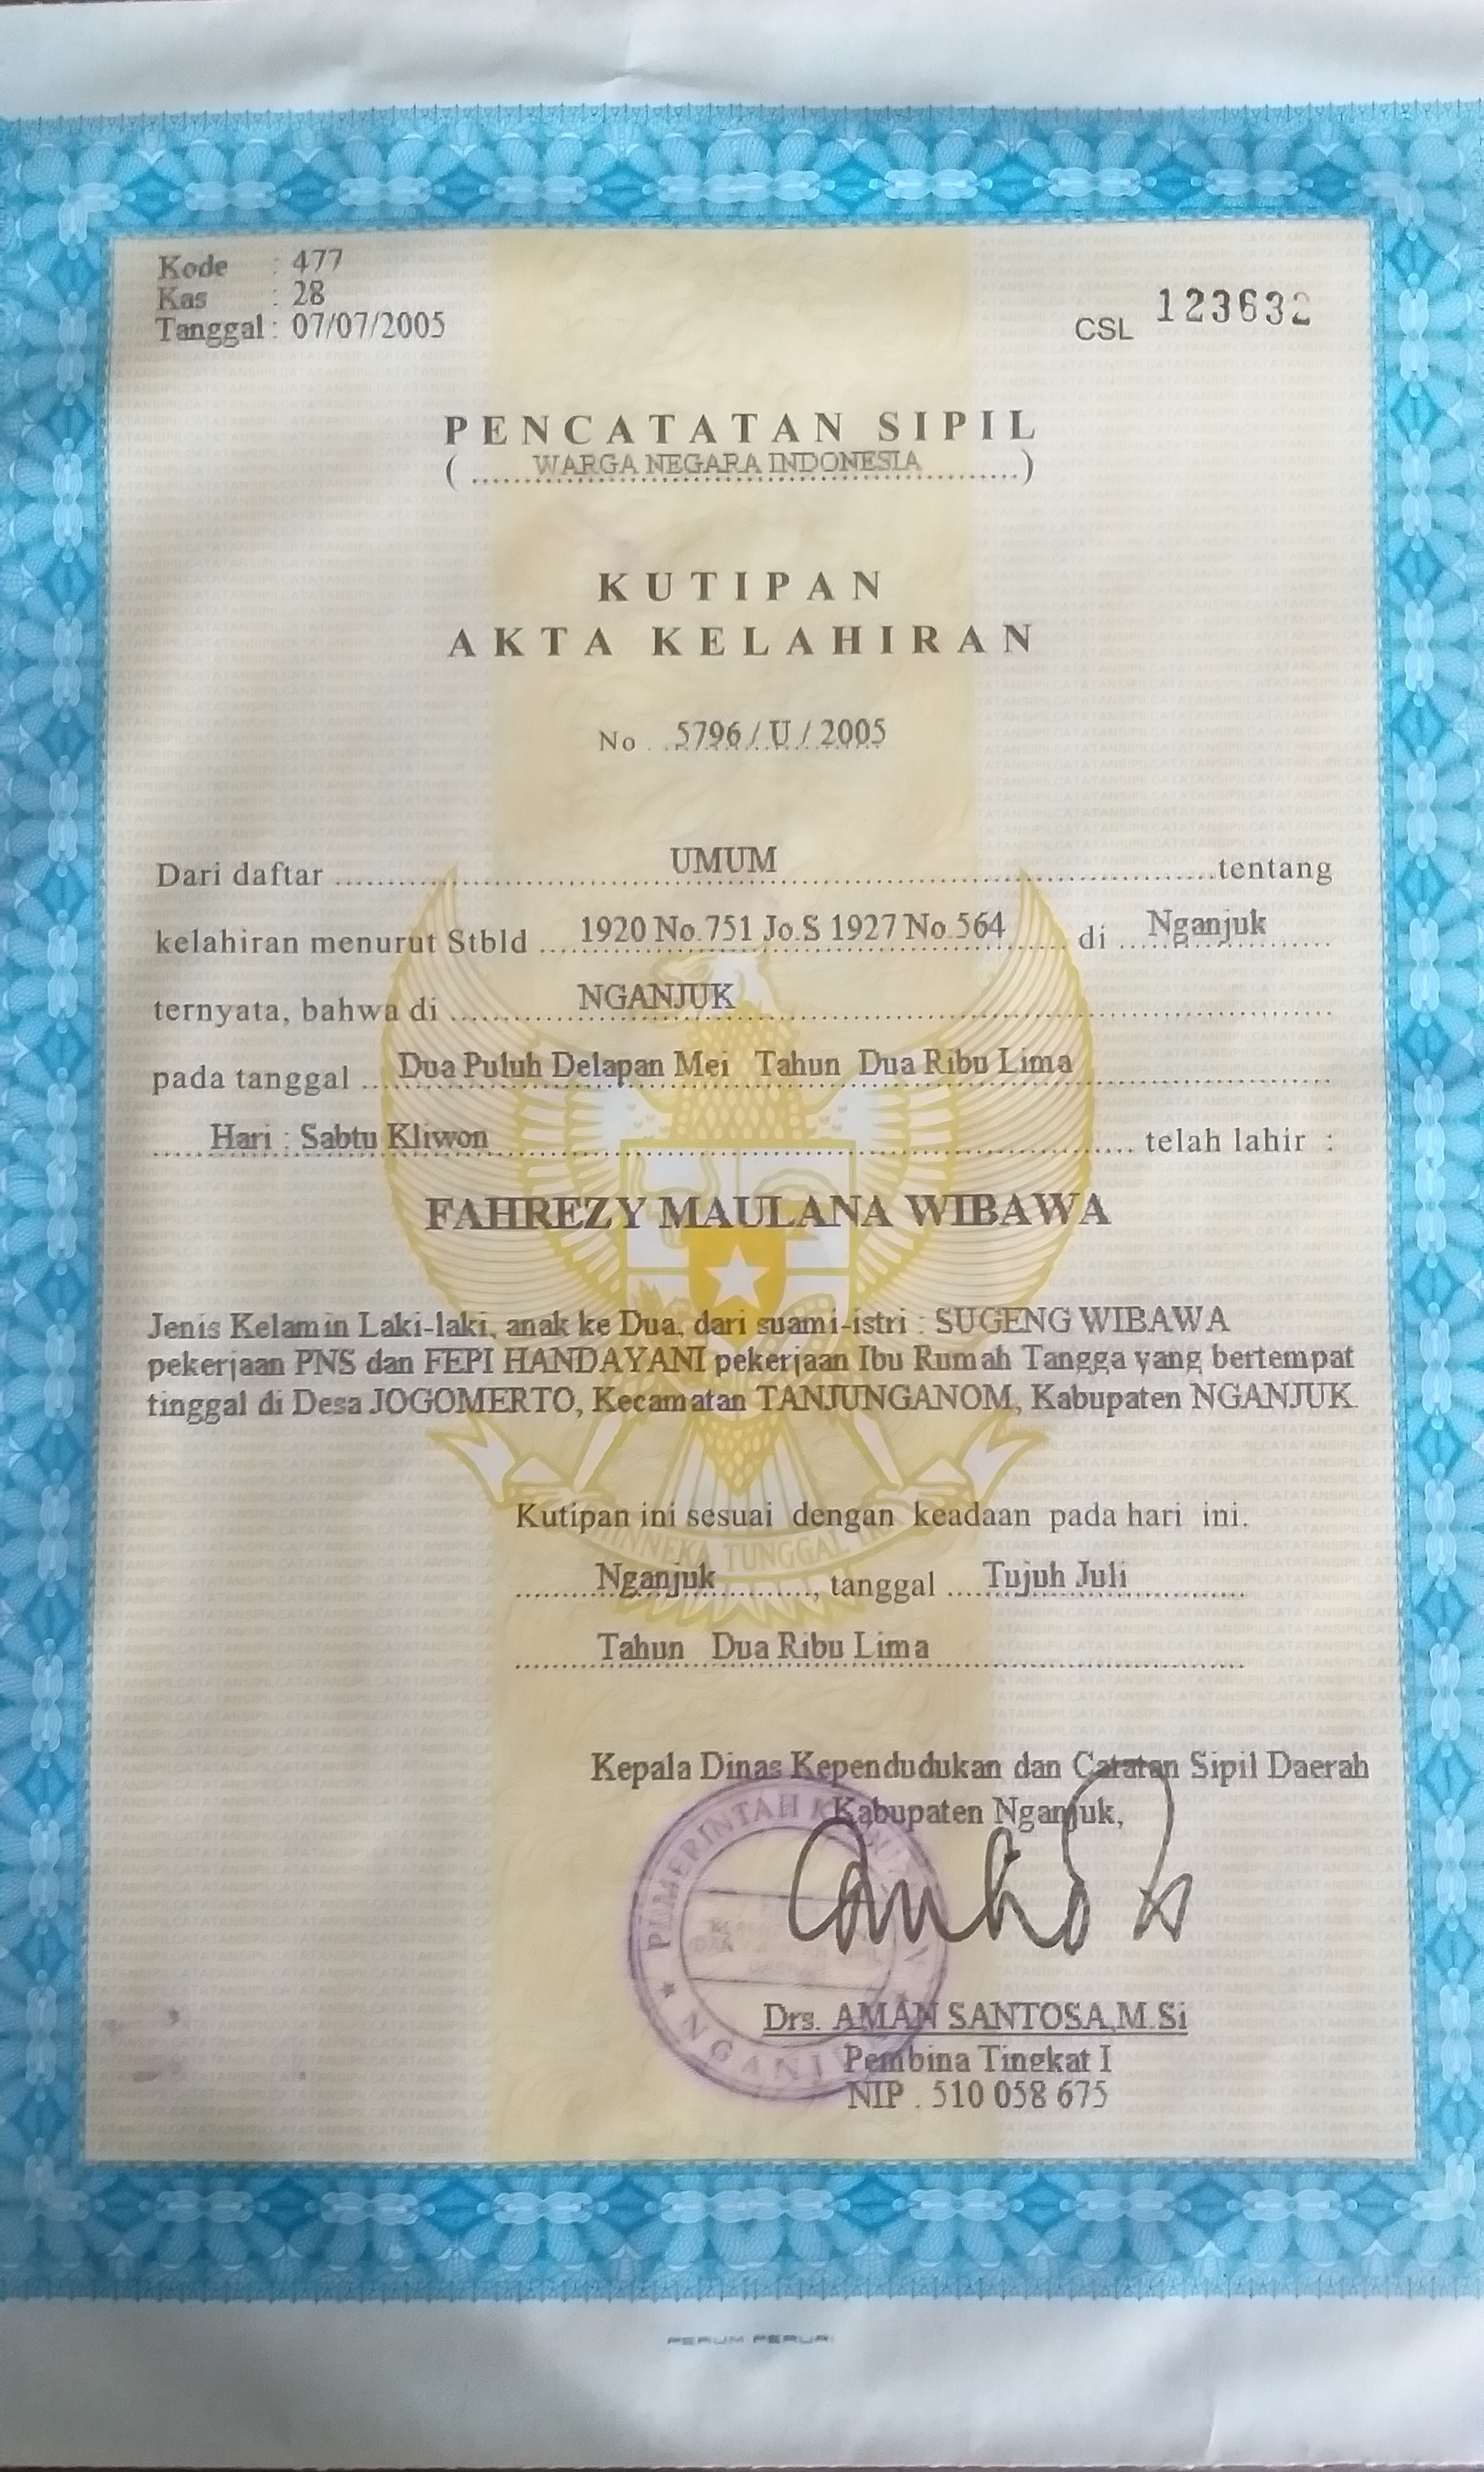 Kode : 477
Kas : 28
Tanggal : 07/07/2005
CSL 123632
PENCATATAN SIPIL
( WARGA NEGARA INDONESIA )
KUTIPAN
AKTA KELAHIRAN
No . 5796 / U / 2005
Dari daftar UMUM tentang
kelahiran menurut Stbld 1920 No.751 Jo.S 1927 No.564 di Nganjuk
ternyata, bahwa di NGANJUK
pada tanggal Dua Puluh Delapan Mei Tahun Dua Ribu Lima
Hari : Sabtu Kliwon telah lahir :
FAHREZY MAULANA WIBAWA
Jenis Kelamin Laki-laki, anak ke Dua, dari suami-istri : SUGENG WIBAWA
pekerjaan PNS dan FEPI HANDAYANI pekerjaan Ibu Rumah Tangga yang bertempat
tinggal di Desa JOGOMERTO, Kecamatan TANJUNGANOM, Kabupaten NGANJUK.
Kutipan ini sesuai dengan keadaan pada hari ini.
TUNGGAL
Nganjuk, tanggal Tujuh Juli
Tahun Dua Ribu Lima
Kepala Dinas Kependudukan dan Catatan Sipil Daerah
Kabupaten Nganjuk,
PEMERINTAH
Drs. AMAN SANTOSA,M.Si
Pembina Tingkat I
NIP . 510 058 675
PERUM PERURI